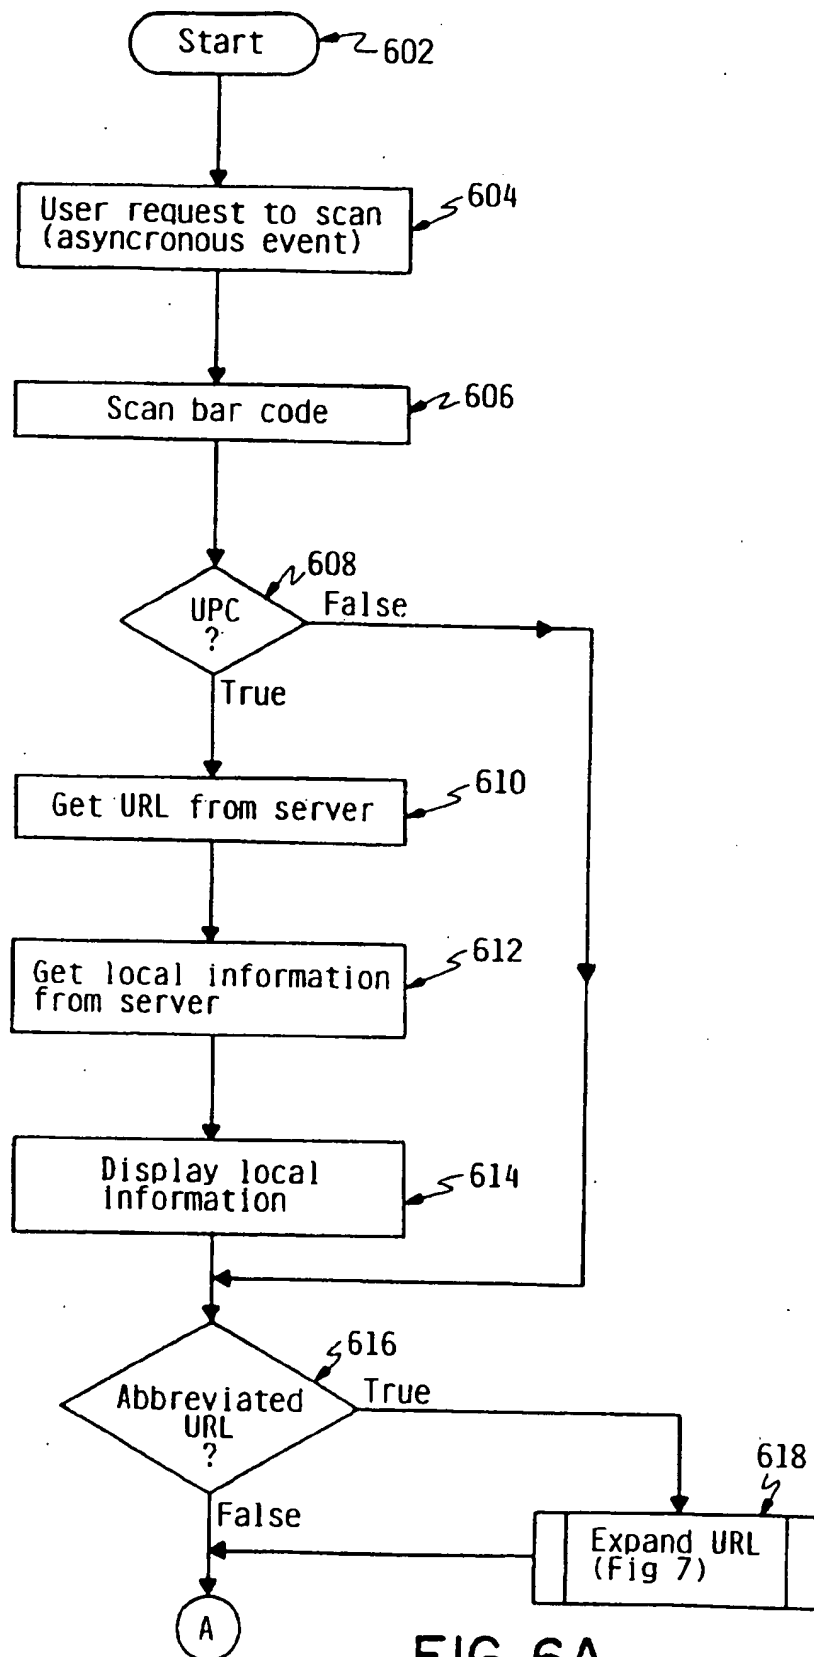 Start
602
User request to scan
(asyncronous event)
604
Scan bar code
606
608
UPC
?
False
True
Get URL from server
610
Get local information
from server
612
Display local
information
614
616
Abbreviated
URL
?
True
618
False
Expand URL
(Fig 7)
A
FIG. 6A